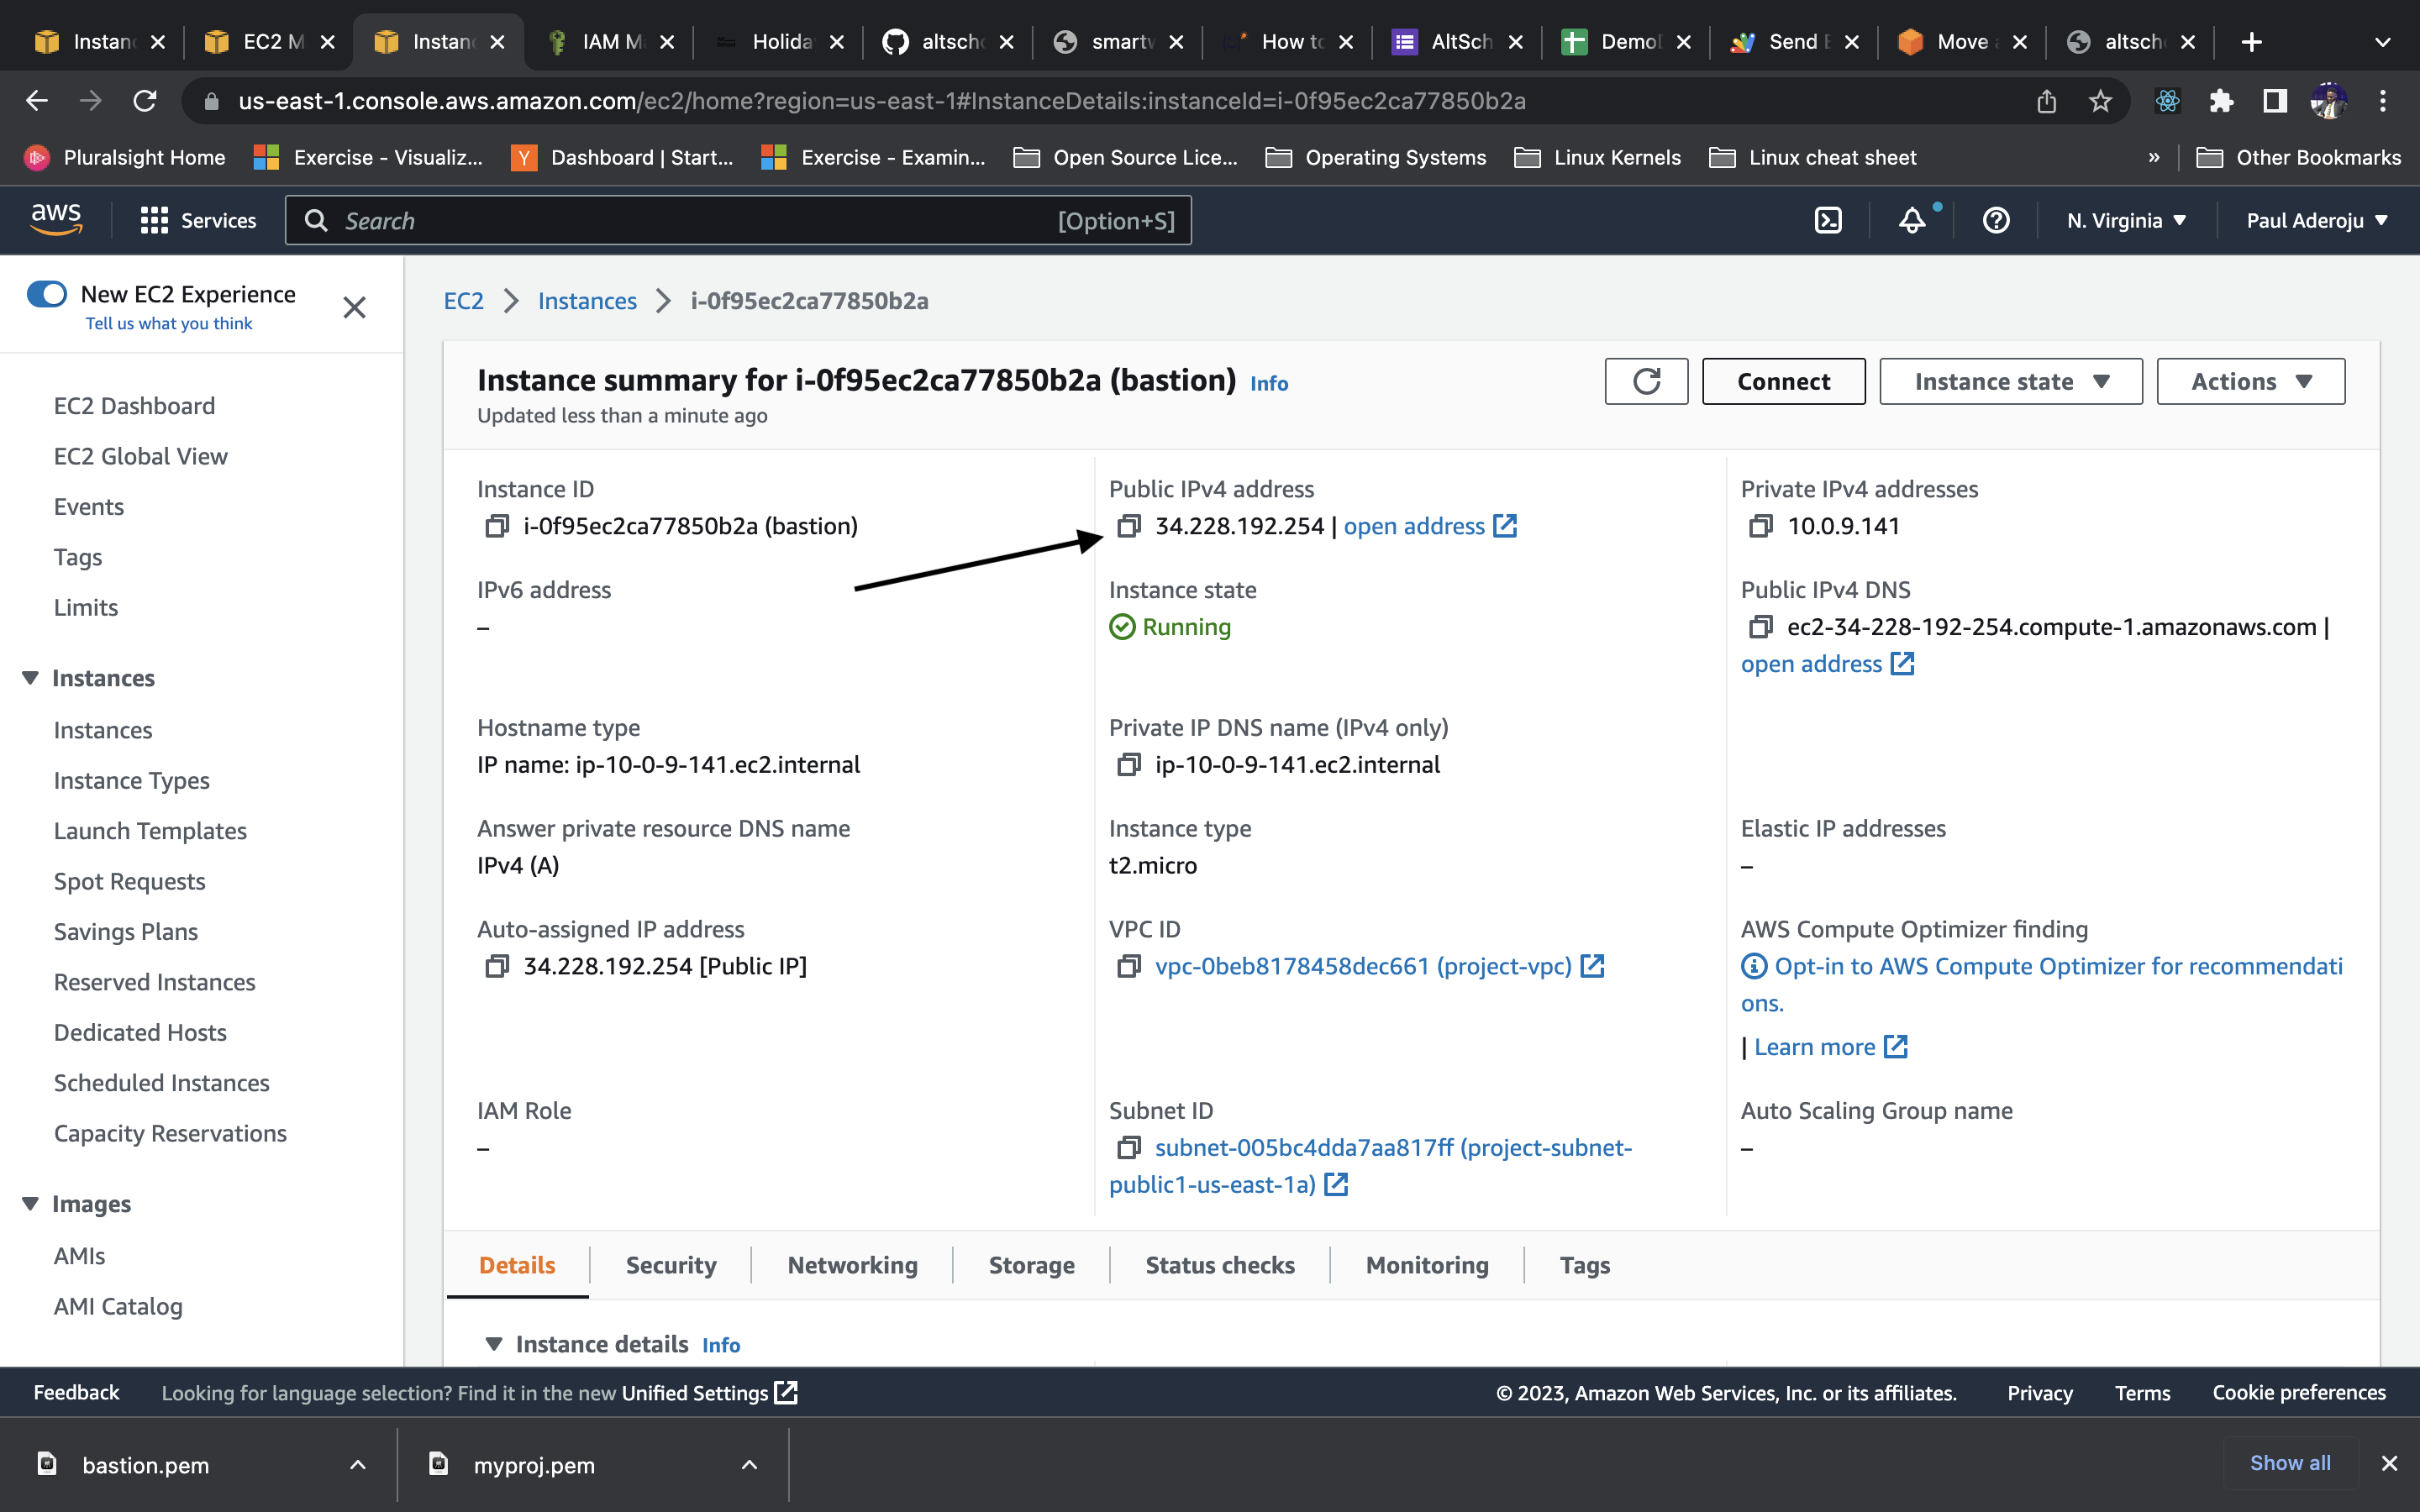 Instan
EC2 M
Instanc
IAM M
Holida
altscho
smartw
How to
AltSch
Demo
Send E
Move a
altscho
us-east-1.console.aws.amazon.com/ec2/home?region=us-east-1#InstanceDetails:instanceId=i-0f95ec2ca77850b2a
Pluralsight Home
Exercise - Visualiz...
Y
Dashboard | Start...
Exercise - Examin...
Open Source Lice...
Operating Systems
Linux Kernels
Linux cheat sheet
»
Other Bookmarks
aws
Services
Search
[Option+S]
N. Virginia
Paul Aderoju
New EC2 Experience
Tell us what you think
EC2 Dashboard
EC2 Global View
Events
Tags
Limits
Instances
Instances
Instance Types
Launch Templates
Spot Requests
Savings Plans
Reserved Instances
Dedicated Hosts
Scheduled Instances
Capacity Reservations
Images
AMIs
AMI Catalog
EC2 > Instances > i-0f95ec2ca77850b2a
Instance summary for i-0f95ec2ca77850b2a (bastion) Info
Updated less than a minute ago
Connect
Instance state
Actions
Instance ID
i-0f95ec2ca77850b2a (bastion)
Public IPv4 address
34.228.192.254 | open address
Private IPv4 addresses
10.0.9.141
IPv6 address
–
Instance state
Running
Public IPv4 DNS
ec2-34-228-192-254.compute-1.amazonaws.com |
open address
Hostname type
IP name: ip-10-0-9-141.ec2.internal
Private IP DNS name (IPv4 only)
ip-10-0-9-141.ec2.internal
Answer private resource DNS name
IPv4 (A)
Instance type
t2.micro
Elastic IP addresses
–
Auto-assigned IP address
34.228.192.254 [Public IP]
VPC ID
vpc-0beb8178458dec661 (project-vpc)
AWS Compute Optimizer finding
Opt-in to AWS Compute Optimizer for recommendati
ons.
| Learn more
IAM Role
–
Subnet ID
subnet-005bc4dda7aa817ff (project-subnet-
public1-us-east-1a)
Auto Scaling Group name
–
Details
Security
Networking
Storage
Status checks
Monitoring
Tags
Instance details Info
Feedback
Looking for language selection? Find it in the new Unified Settings
© 2023, Amazon Web Services, Inc. or its affiliates.
Privacy
Terms
Cookie preferences
bastion.pem
myproj.pem
Show all